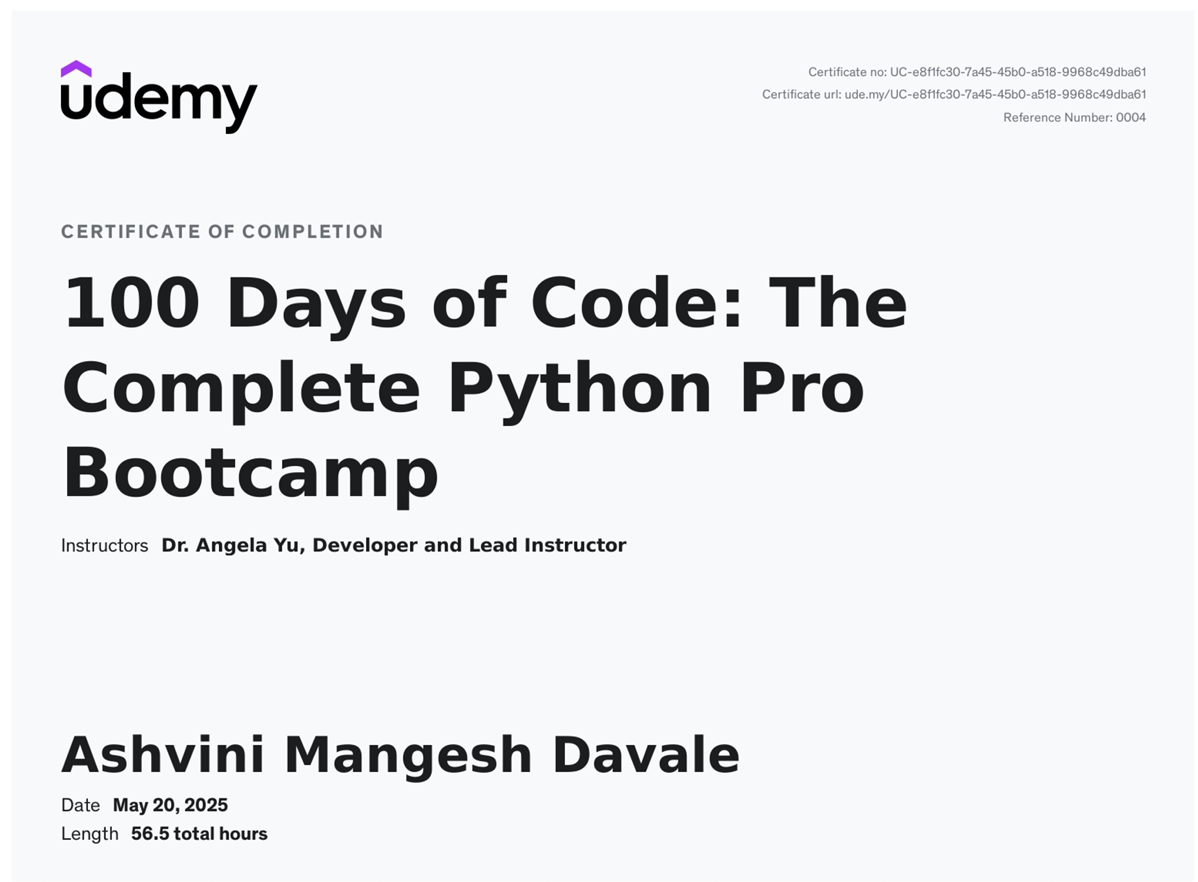 udemy
Certificate no: UC-e8f1fc30-7a45-45b0-a518-9968c49dba61
Certificate url: ude.my/UC-e8f1fc30-7a45-45b0-a518-9968c49dba61
Reference Number: 0004
CERTIFICATE OF COMPLETION
100 Days of Code: The
Complete Python Pro
Bootcamp
Instructors Dr. Angela Yu, Developer and Lead Instructor
Ashvini Mangesh Davale
Date May 20, 2025
Length 56.5 total hours